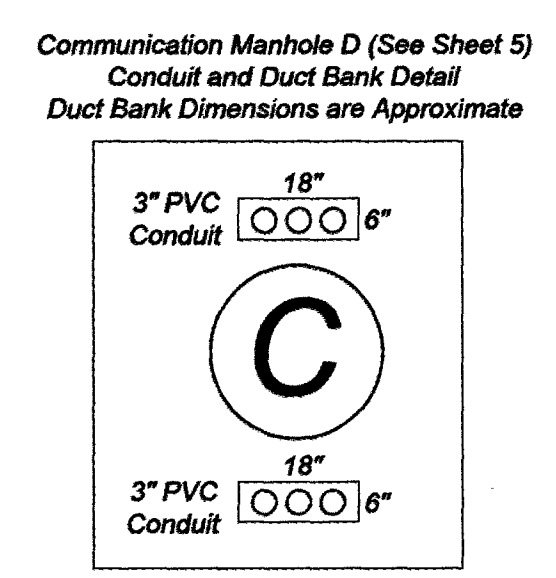 Communication Manhole D (See Sheet 5)
Conduit and Duct Bank Detail
Duct Bank Dimensions are Approximate
18"
3" PVC
Conduit
6"
C
18"
3" PVC
Conduit
6"